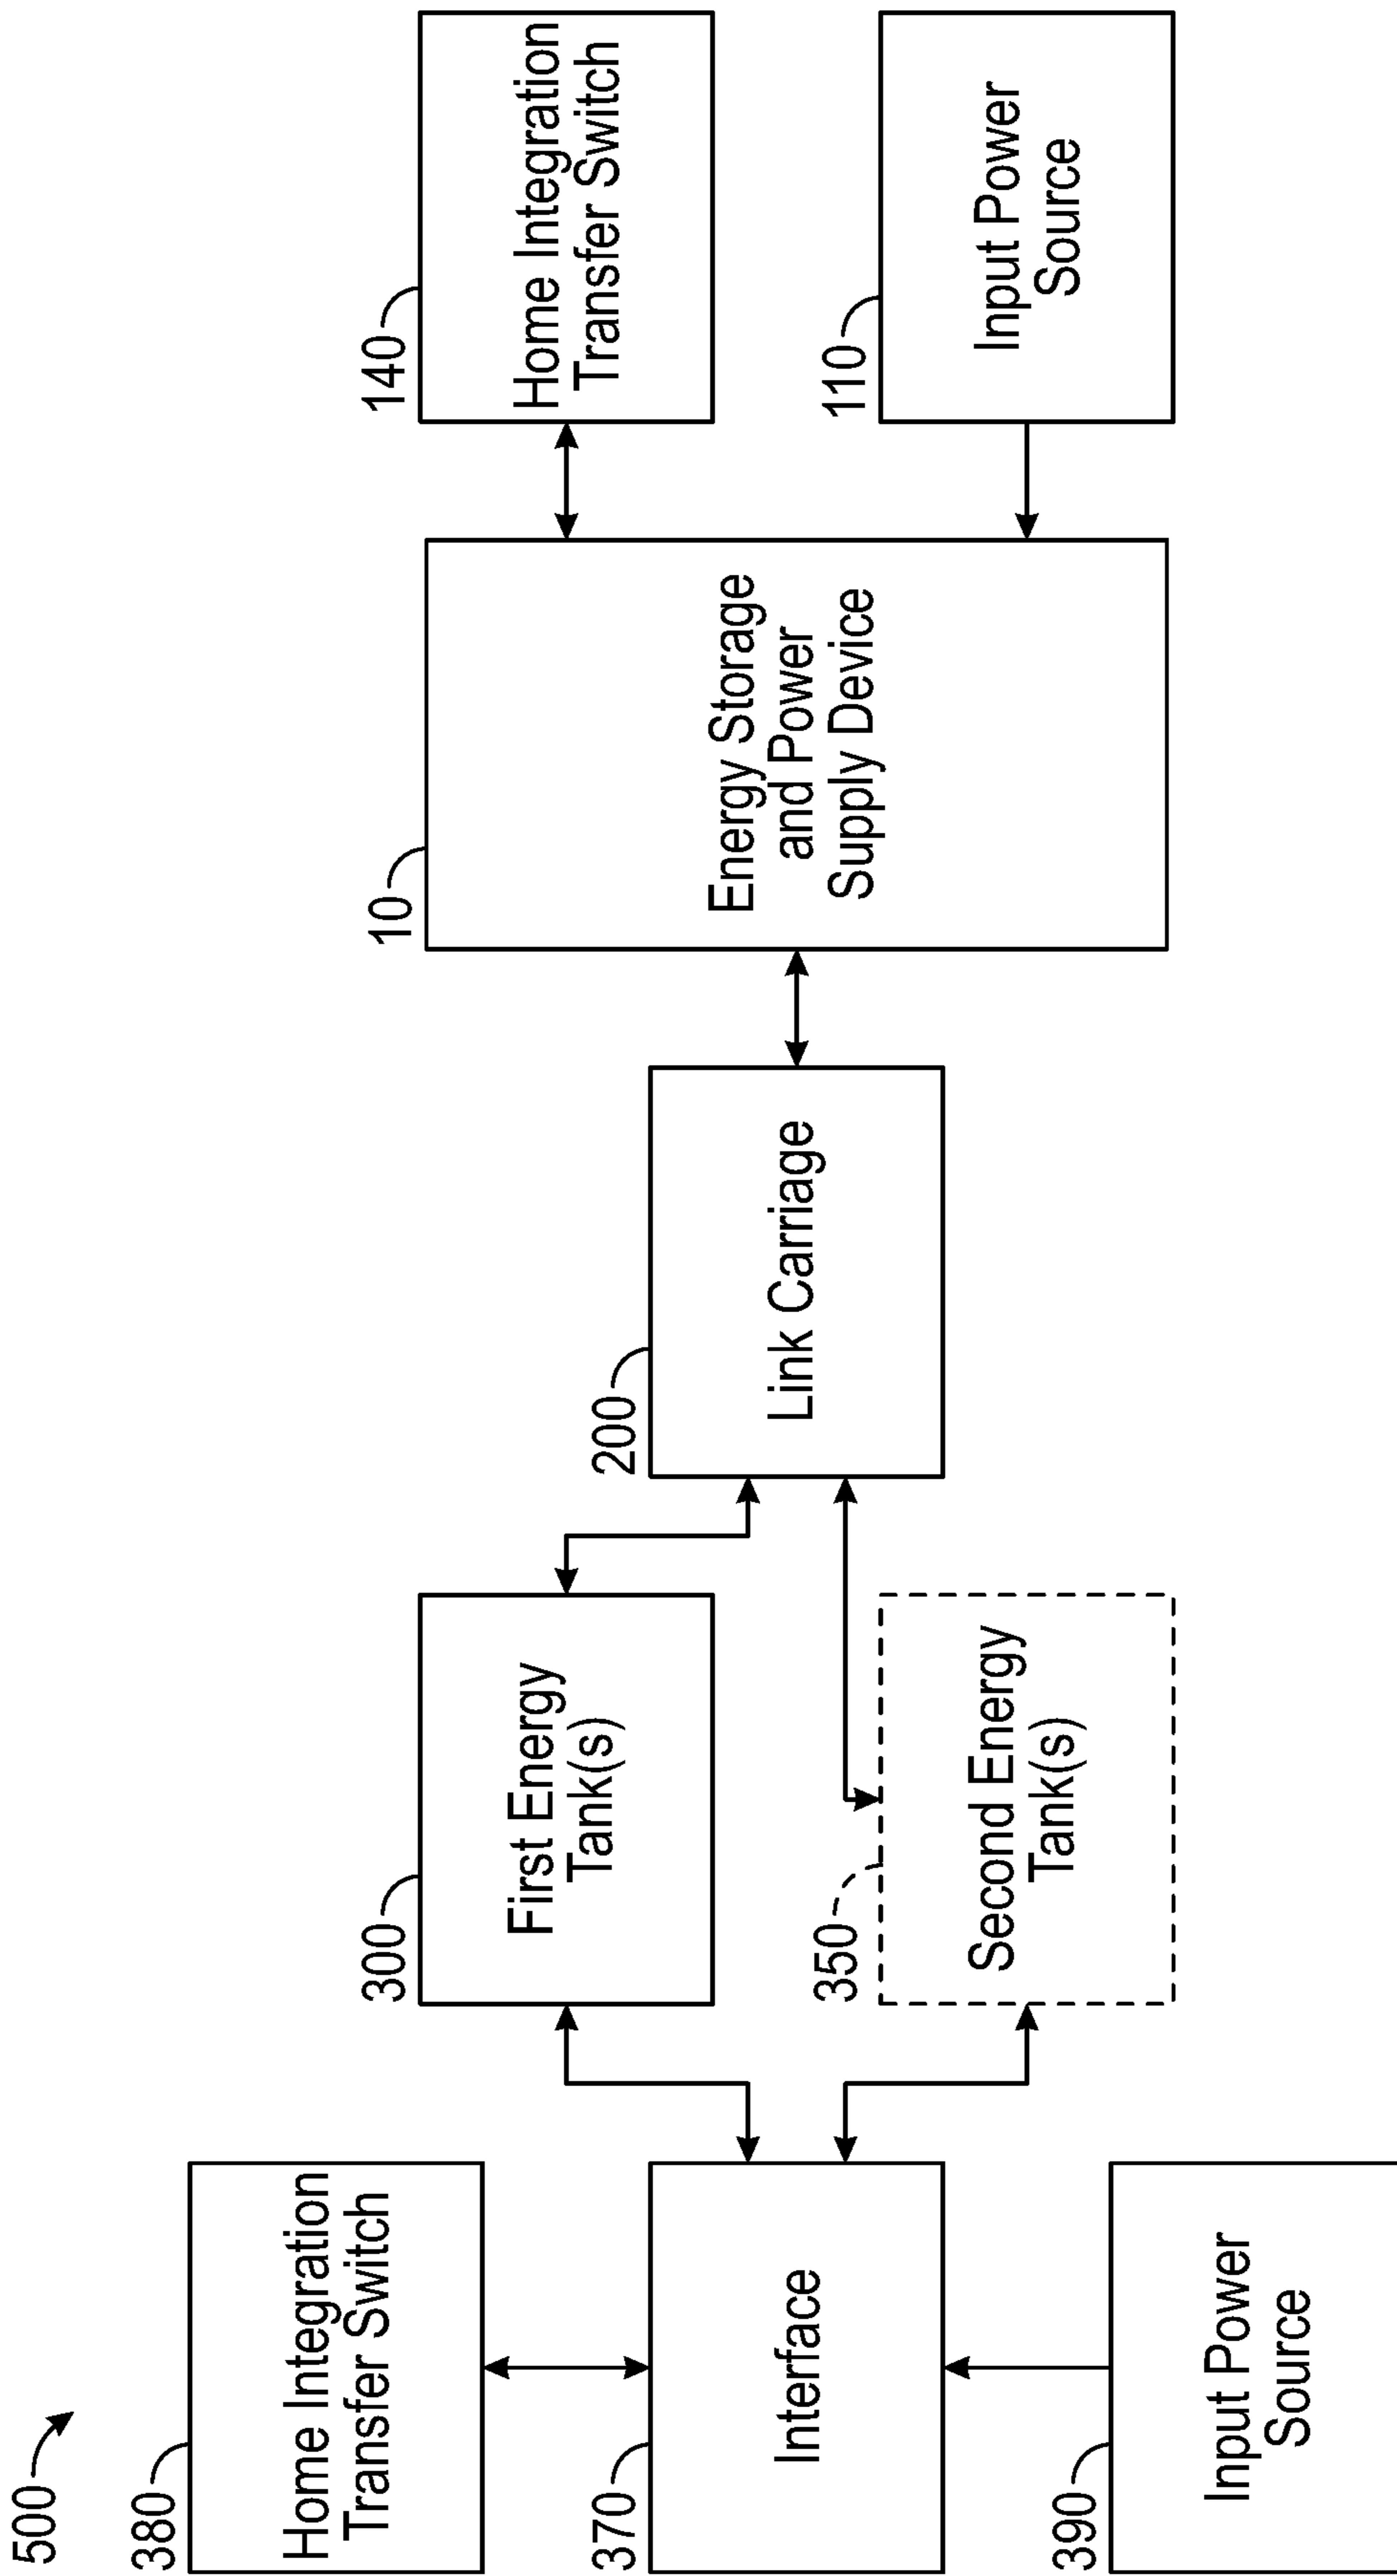 500
380
Home Integration
Transfer Switch
370
Interface
390
Input Power
Source
300
First Energy
Tank(s)
350
Second Energy
Tank(s)
200
Link Carriage
10
Energy Storage
and Power
Supply Device
140
Home Integration
Transfer Switch
110
Input Power
Source